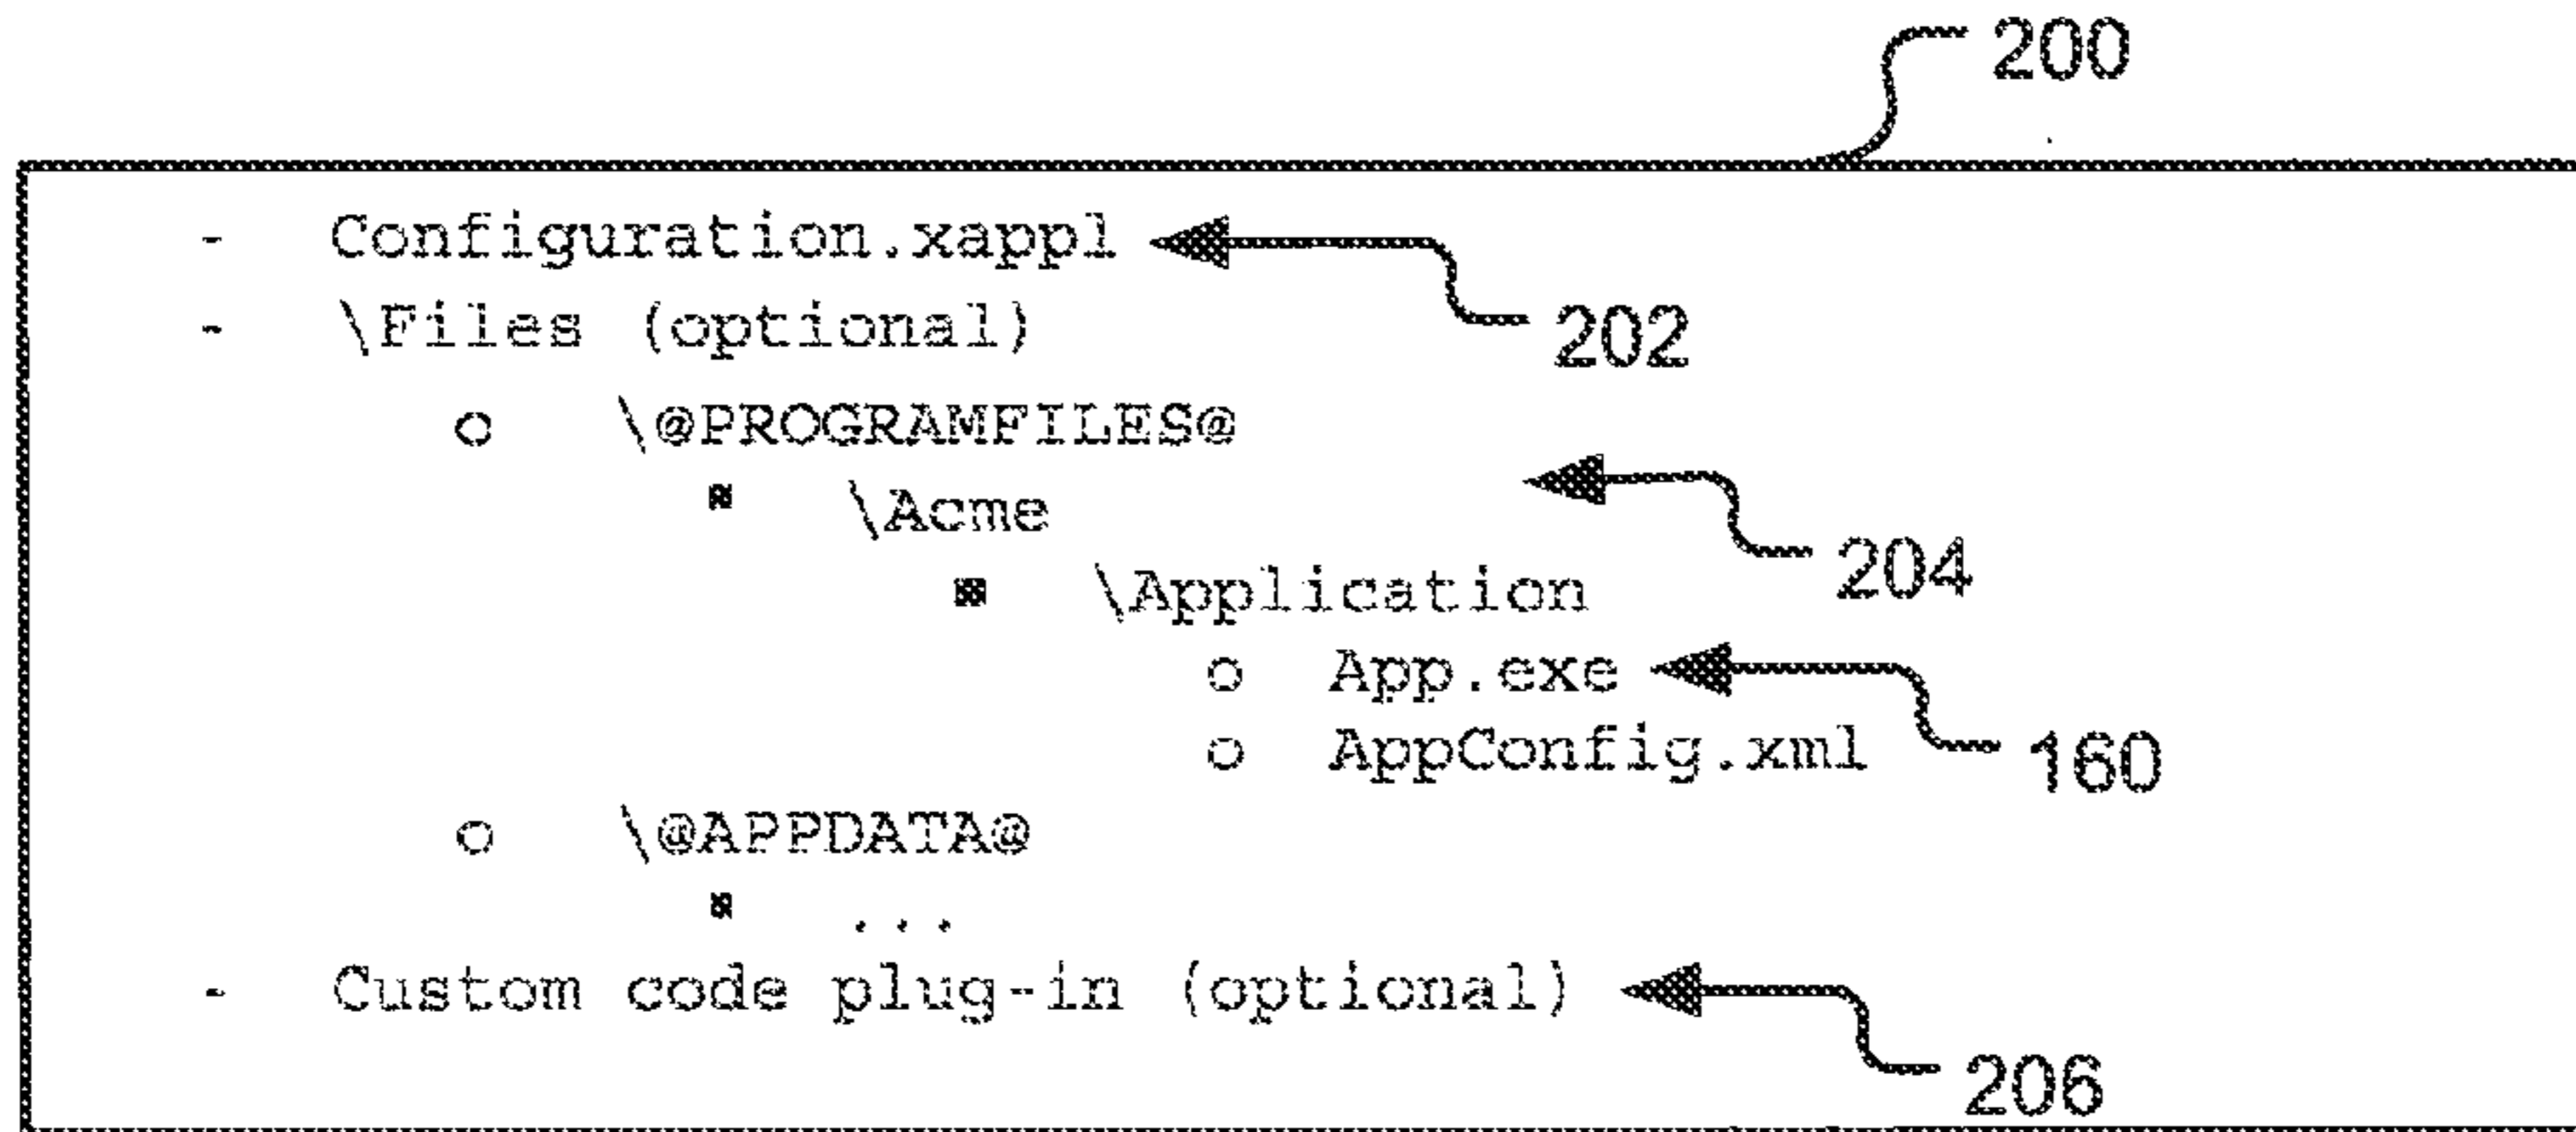 200
- Configuration.xappl
- \Files (optional)
202
o \@PROGRAMFILES@
▪ \Acme
204
▪ \Application
o App.exe
o AppConfig.xml
160
o \@APPDATA@
▪ ...
- Custom code plug-in (optional)
206